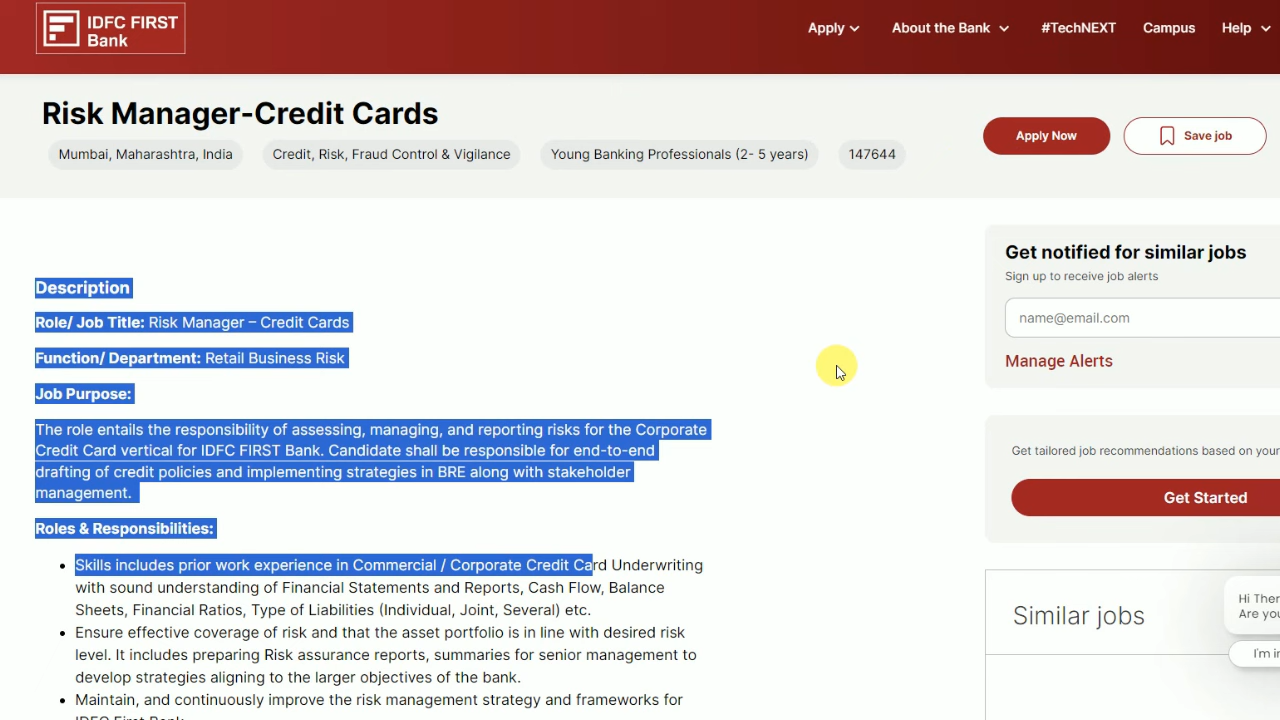 IDFC FIRST
Bank
Apply
About the Bank
#TechNEXT
Campus
Help
Risk Manager-Credit Cards
Mumbai, Maharashtra, India
Credit, Risk, Fraud Control & Vigilance
Young Banking Professionals (2- 5 years)
147644
Apply Now
Save job
Description
Role/ Job Title: Risk Manager – Credit Cards
Function/ Department: Retail Business Risk
Job Purpose:
The role entails the responsibility of assessing, managing, and reporting risks for the Corporate
Credit Card vertical for IDFC FIRST Bank. Candidate shall be responsible for end-to-end
drafting of credit policies and implementing strategies in BRE along with stakeholder
management.
Roles & Responsibilities:
• Skills includes prior work experience in Commercial / Corporate Credit Card Underwriting
with sound understanding of Financial Statements and Reports, Cash Flow, Balance
Sheets, Financial Ratios, Type of Liabilities (Individual, Joint, Several) etc.
• Ensure effective coverage of risk and that the asset portfolio is in line with desired risk
level. It includes preparing Risk assurance reports, summaries for senior management to
develop strategies aligning to the larger objectives of the bank.
• Maintain, and continuously improve the risk management strategy and frameworks for
IDFC First Bank
Get notified for similar jobs
Sign up to receive job alerts
name@email.com
Manage Alerts
Get tailored job recommendations based on your
Get Started
Similar jobs
Hi Ther
Are you
I'm in